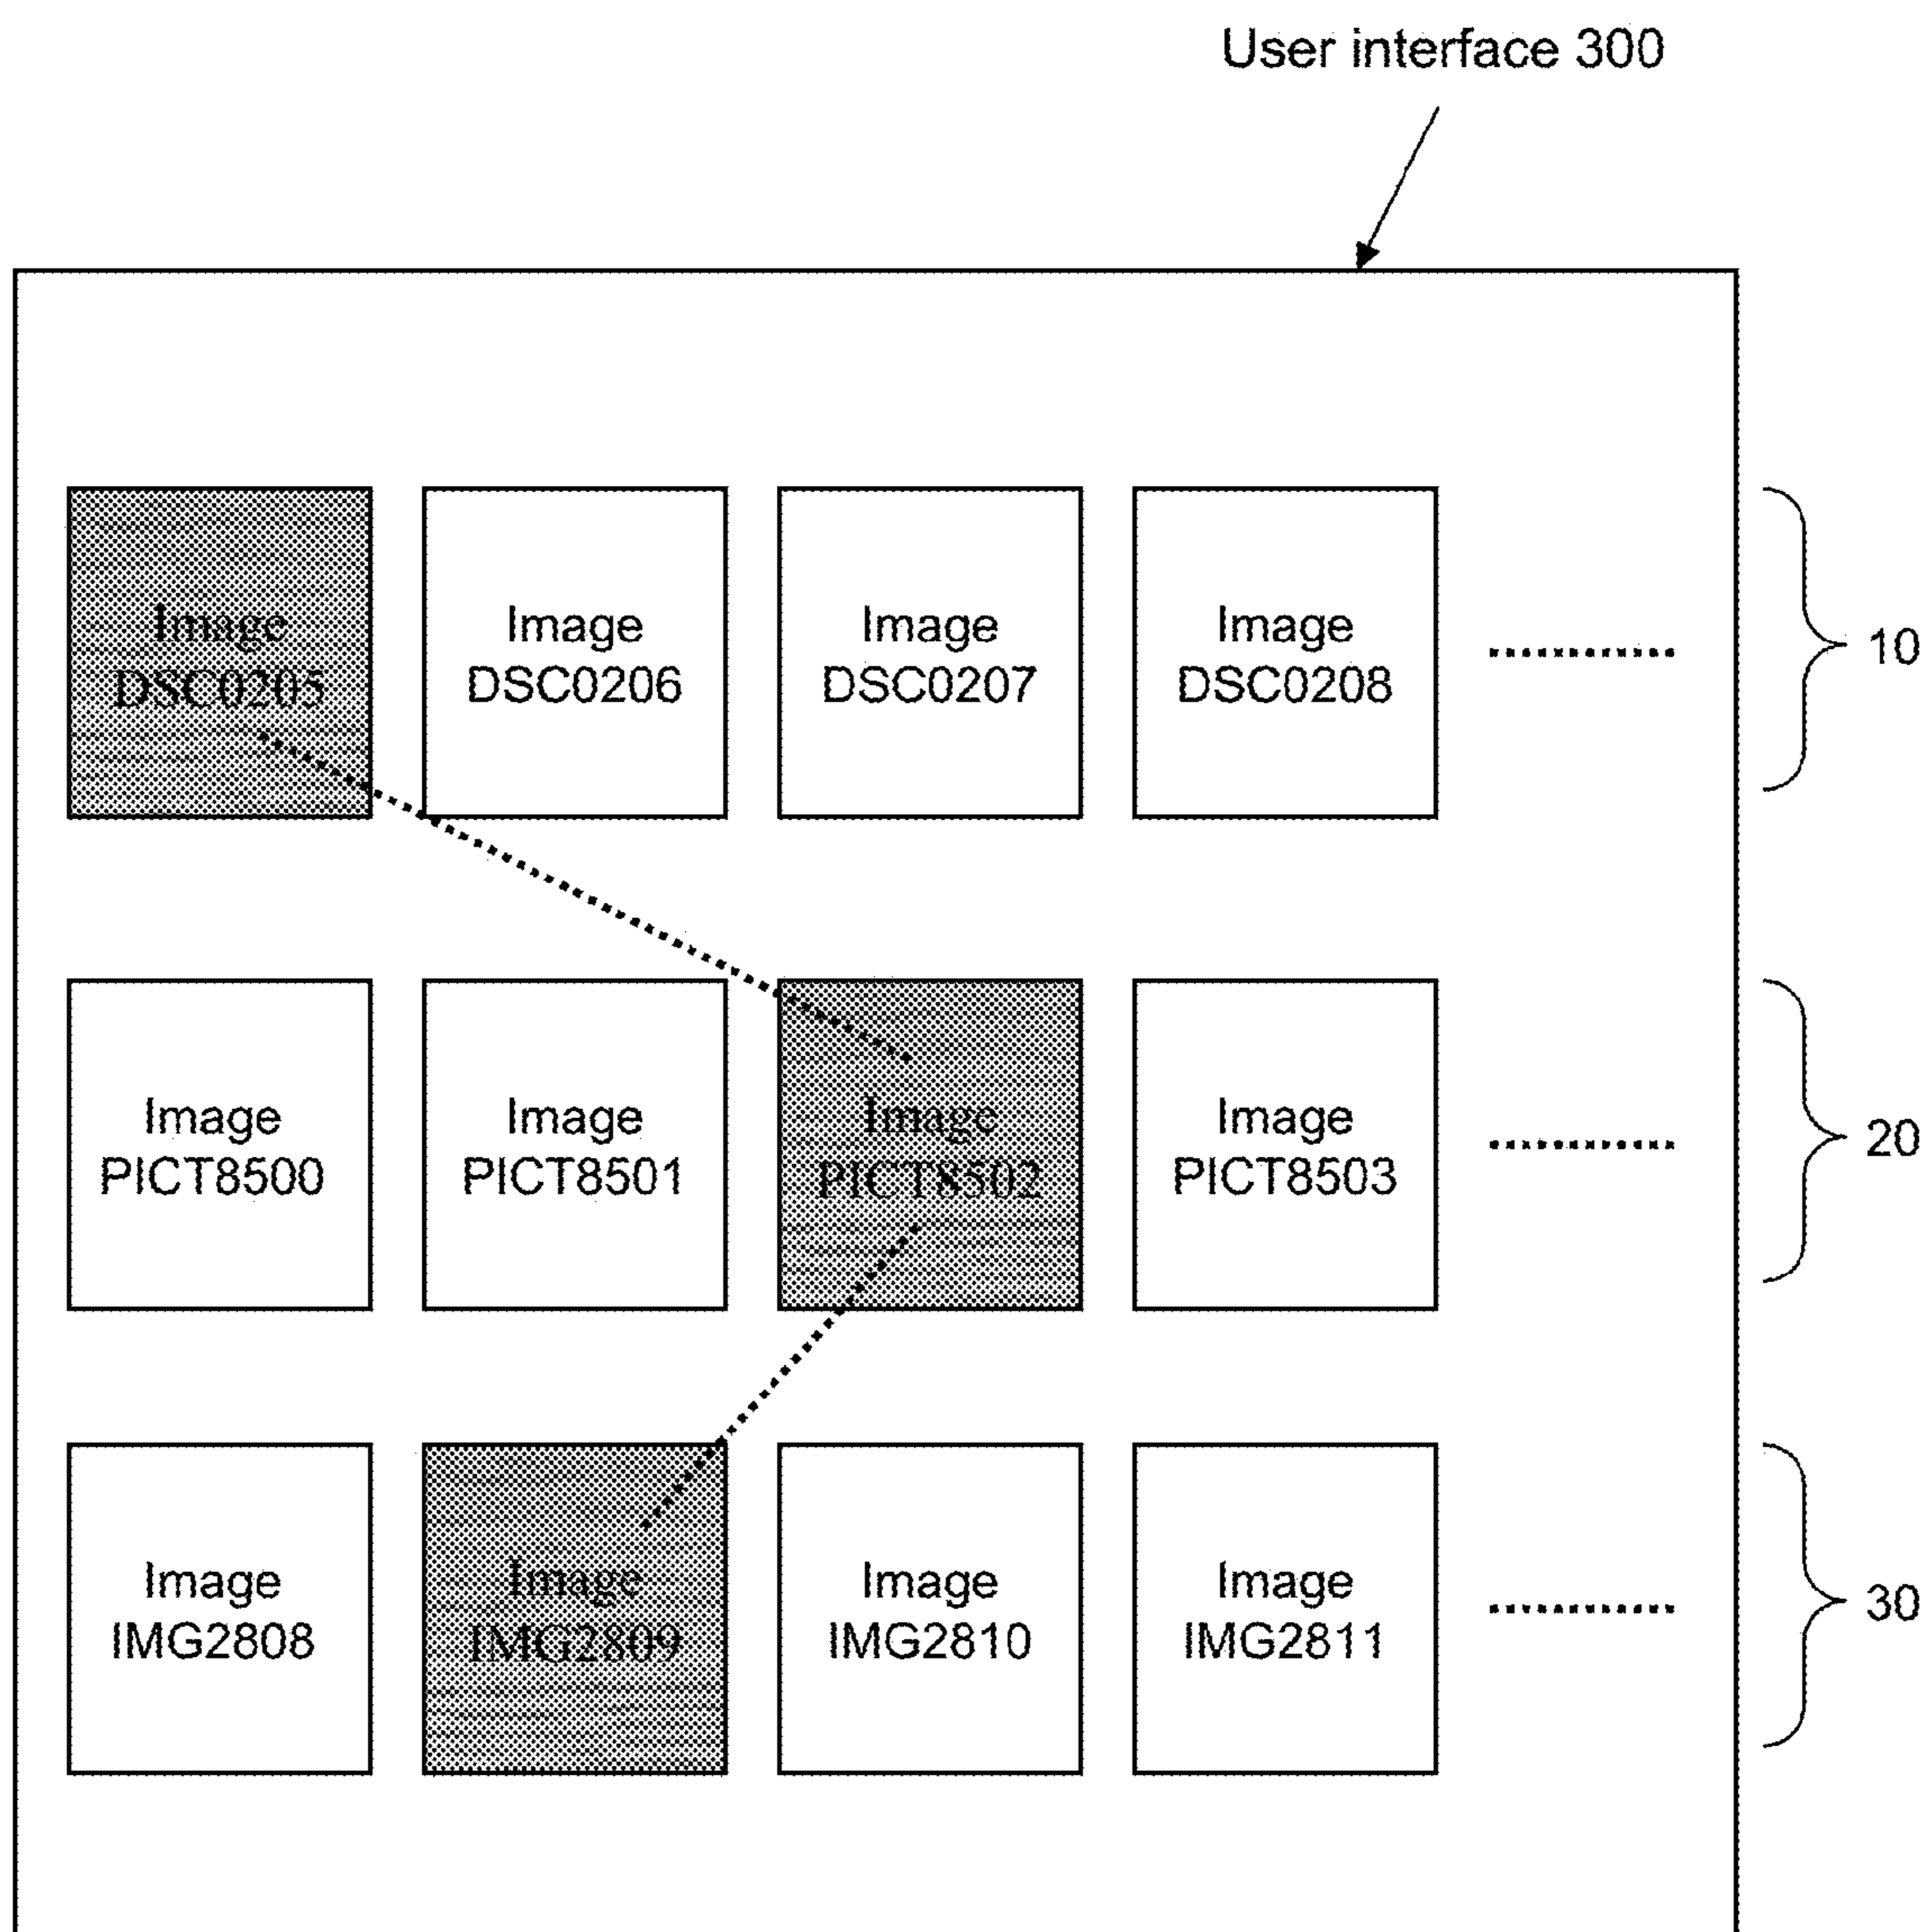 User interface 300
Image
DSC0205
Image
DSC0206
Image
DSC0207
Image
DSC0208
10
Image
PICT8500
Image
PICT8501
Image
PICT8502
Image
PICT8503
20
Image
IMG2808
Image
IMG2809
Image
IMG2810
Image
IMG2811
30